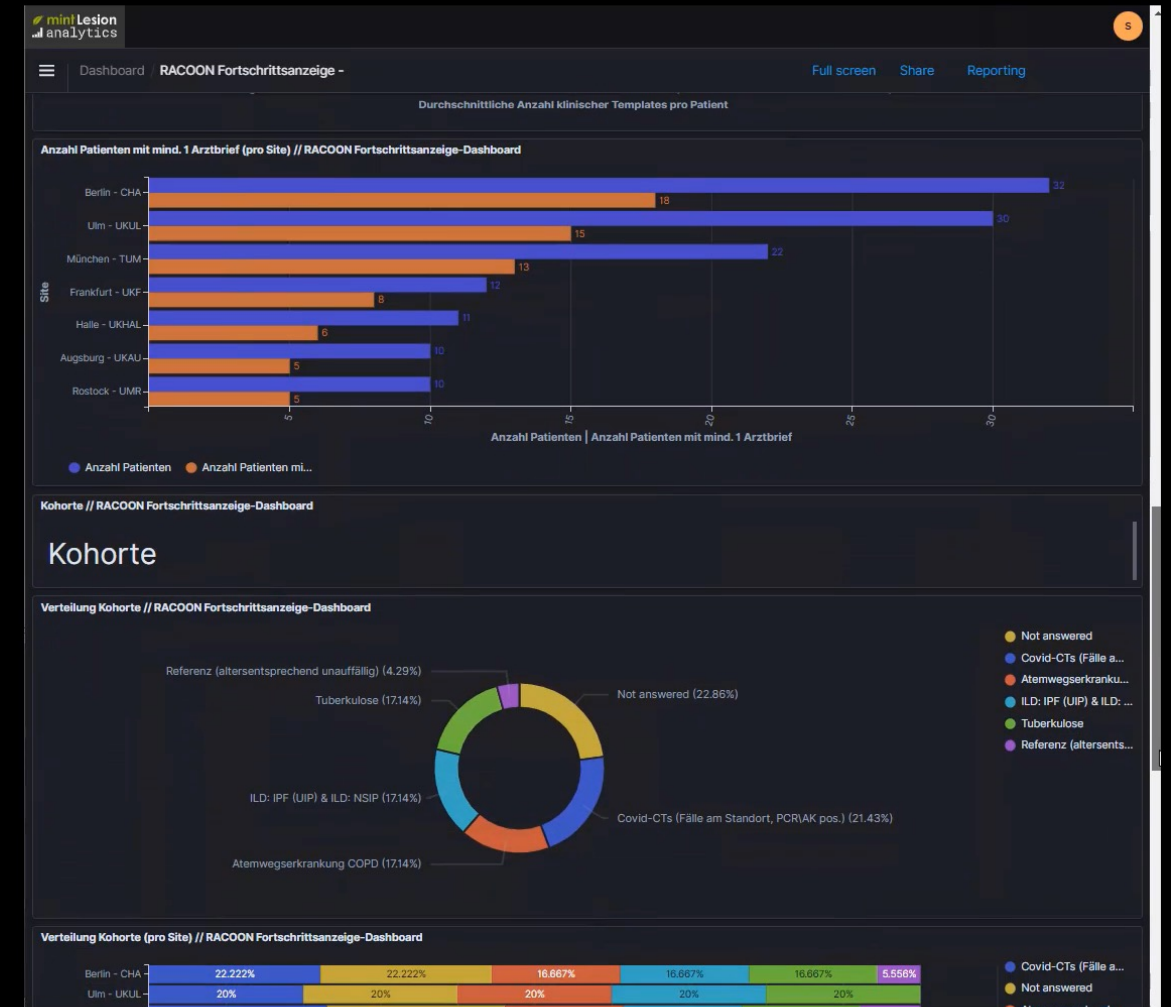 mint Lesion
analytics
S
Dashboard / RACOON Fortschrittsanzeige -
Full screen
Share
Reporting
Durchschnittliche Anzahl klinischer Templates pro Patient
Anzahl Patienten mit mind. 1 Arztbrief (pro Site) // RACOON Fortschrittsanzeige-Dashboard
Site
Berlin - CHA
32
18
Ulm - UKUL
30
15
München - TUM
22
13
Frankfurt - UKF
12
8
Halle - UKHAL
11
6
Augsburg - UKAU
10
5
Rostock - UMR
10
5
5
10
15
20
25
30
Anzahl Patienten | Anzahl Patienten mit mind. 1 Arztbrief
Anzahl Patienten
Anzahl Patienten mi...
Kohorte // RACOON Fortschrittsanzeige-Dashboard
Kohorte
Verteilung Kohorte // RACOON Fortschrittsanzeige-Dashboard
Referenz (altersentsprechend unauffällig) (4.29%)
Tuberkulose (17.14%)
ILD: IPF (UIP) & ILD: NSIP (17.14%)
Atemwegserkrankung COPD (17.14%)
Not answered (22.86%)
Covid-CTs (Fälle am Standort, PCR\AK pos.) (21.43%)
Not answered
Covid-CTs (Fälle a...
Atemwegserkranku...
ILD: IPF (UIP) & ILD: ...
Tuberkulose
Referenz (altersents...
Verteilung Kohorte (pro Site) // RACOON Fortschrittsanzeige-Dashboard
Berlin - CHA
22.222%
22.222%
16.667%
16.667%
16.667%
5.556%
Ulm - UKUL
20%
20%
20%
20%
20%
Covid-CTs (Fälle a...
Not answered